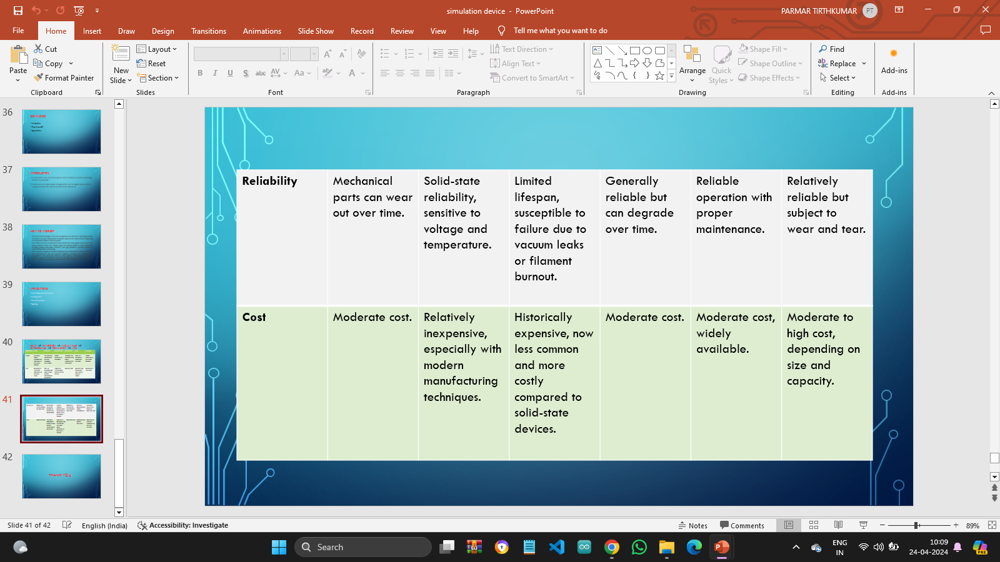 simulation device - PowerPoint
PARMAR TIRTHKUMAR
PT
File
Home
Insert
Draw
Design
Transitions
Animations
Slide Show
Record
Review
View
Help
Tell me what you want to do
Paste
Cut
Copy
Format Painter
Clipboard
New
Slide
Layout
Reset
Section
Slides
B I U S abc AV Aa A
Font
Text Direction
Align Text
Convert to SmartArt
Paragraph
Arrange
Quick
Styles
Shape Fill
Shape Outline
Shape Effects
Drawing
Find
Replace
Select
Editing
Add-ins
Add-ins
36
37
38
39
40
41
42
THANK YOU
Reliability
Mechanical
parts can wear
out over time.
Solid-state
reliability,
sensitive to
voltage and
temperature.
Limited
lifespan,
susceptible to
failure due to
vacuum leaks
or filament
burnout.
Generally
reliable but
can degrade
over time.
Reliable
operation with
proper
maintenance.
Relatively
reliable but
subject to
wear and tear.
Cost
Moderate cost.
Relatively
inexpensive,
especially with
modern
manufacturing
techniques.
Historically
expensive, now
less common
and more
costly
compared to
solid-state
devices.
Moderate cost.
Moderate cost,
widely
available.
Moderate to
high cost,
depending on
size and
capacity.
Slide 41 of 42
English (India)
Accessibility: Investigate
Notes
Comments
89%
Search
ENG
IN
10:09
24-04-2024
PRE